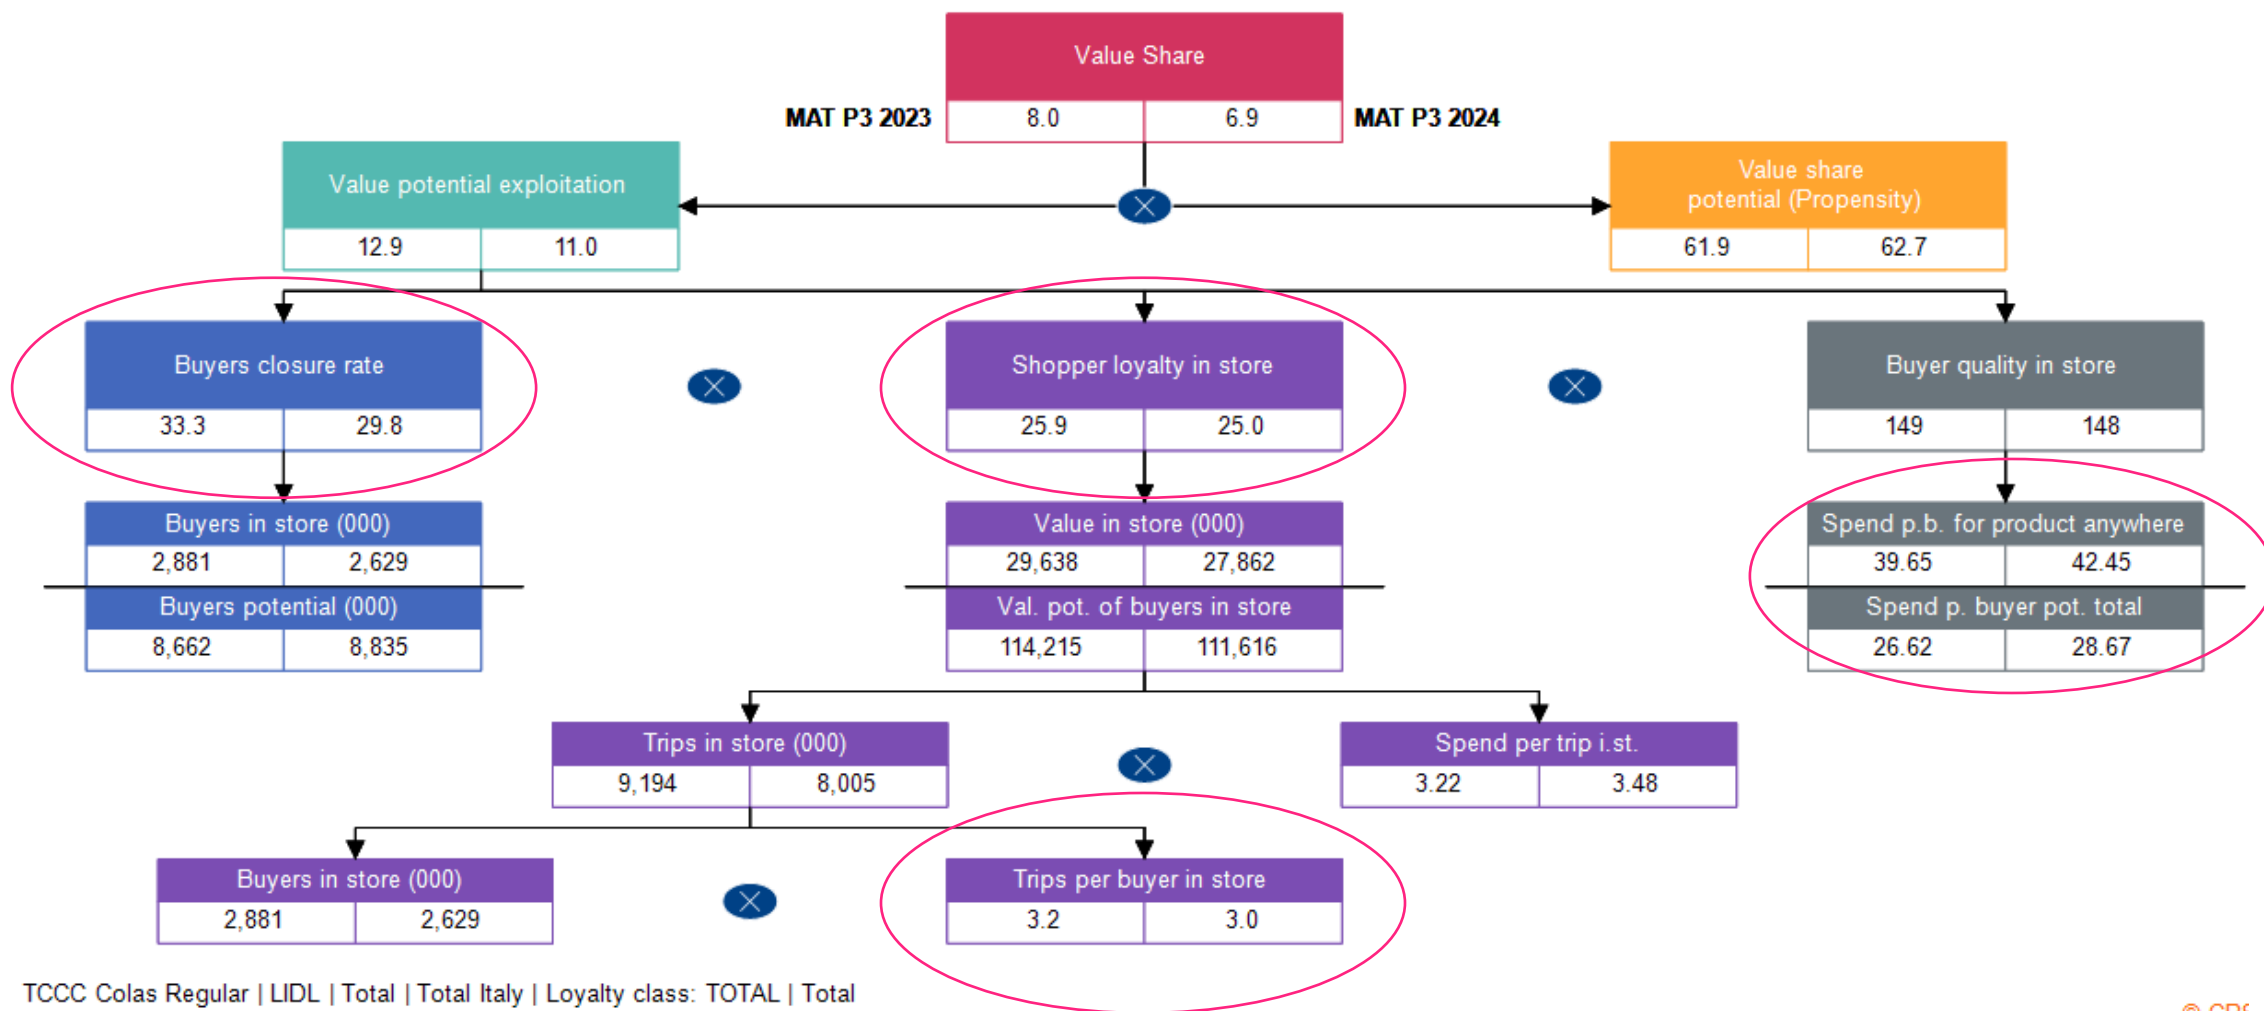 Value Share
MAT P3 2023 8.0 6.9 MAT P3 2024
Value potential exploitation
12.9 11.0
Value share
potential (Propensity)
61.9 62.7
Buyers closure rate
33.3 29.8
Shopper loyalty in store
25.9 25.0
Buyer quality in store
149 148
Buyers in store (000)
2,881 2,629
Buyers potential (000)
8,662 8,835
Value in store (000)
29,638 27,862
Val. pot. of buyers in store
114,215 111,616
Spend p.b. for product anywhere
39.65 42.45
Spend p. buyer pot. total
26.62 28.67
Trips in store (000)
9,194 8,005
Spend per trip i.st.
3.22 3.48
Buyers in store (000)
2,881 2,629
Trips per buyer in store
3.2 3.0
TCCC Colas Regular | LIDL | Total | Total Italy | Loyalty class: TOTAL | Total